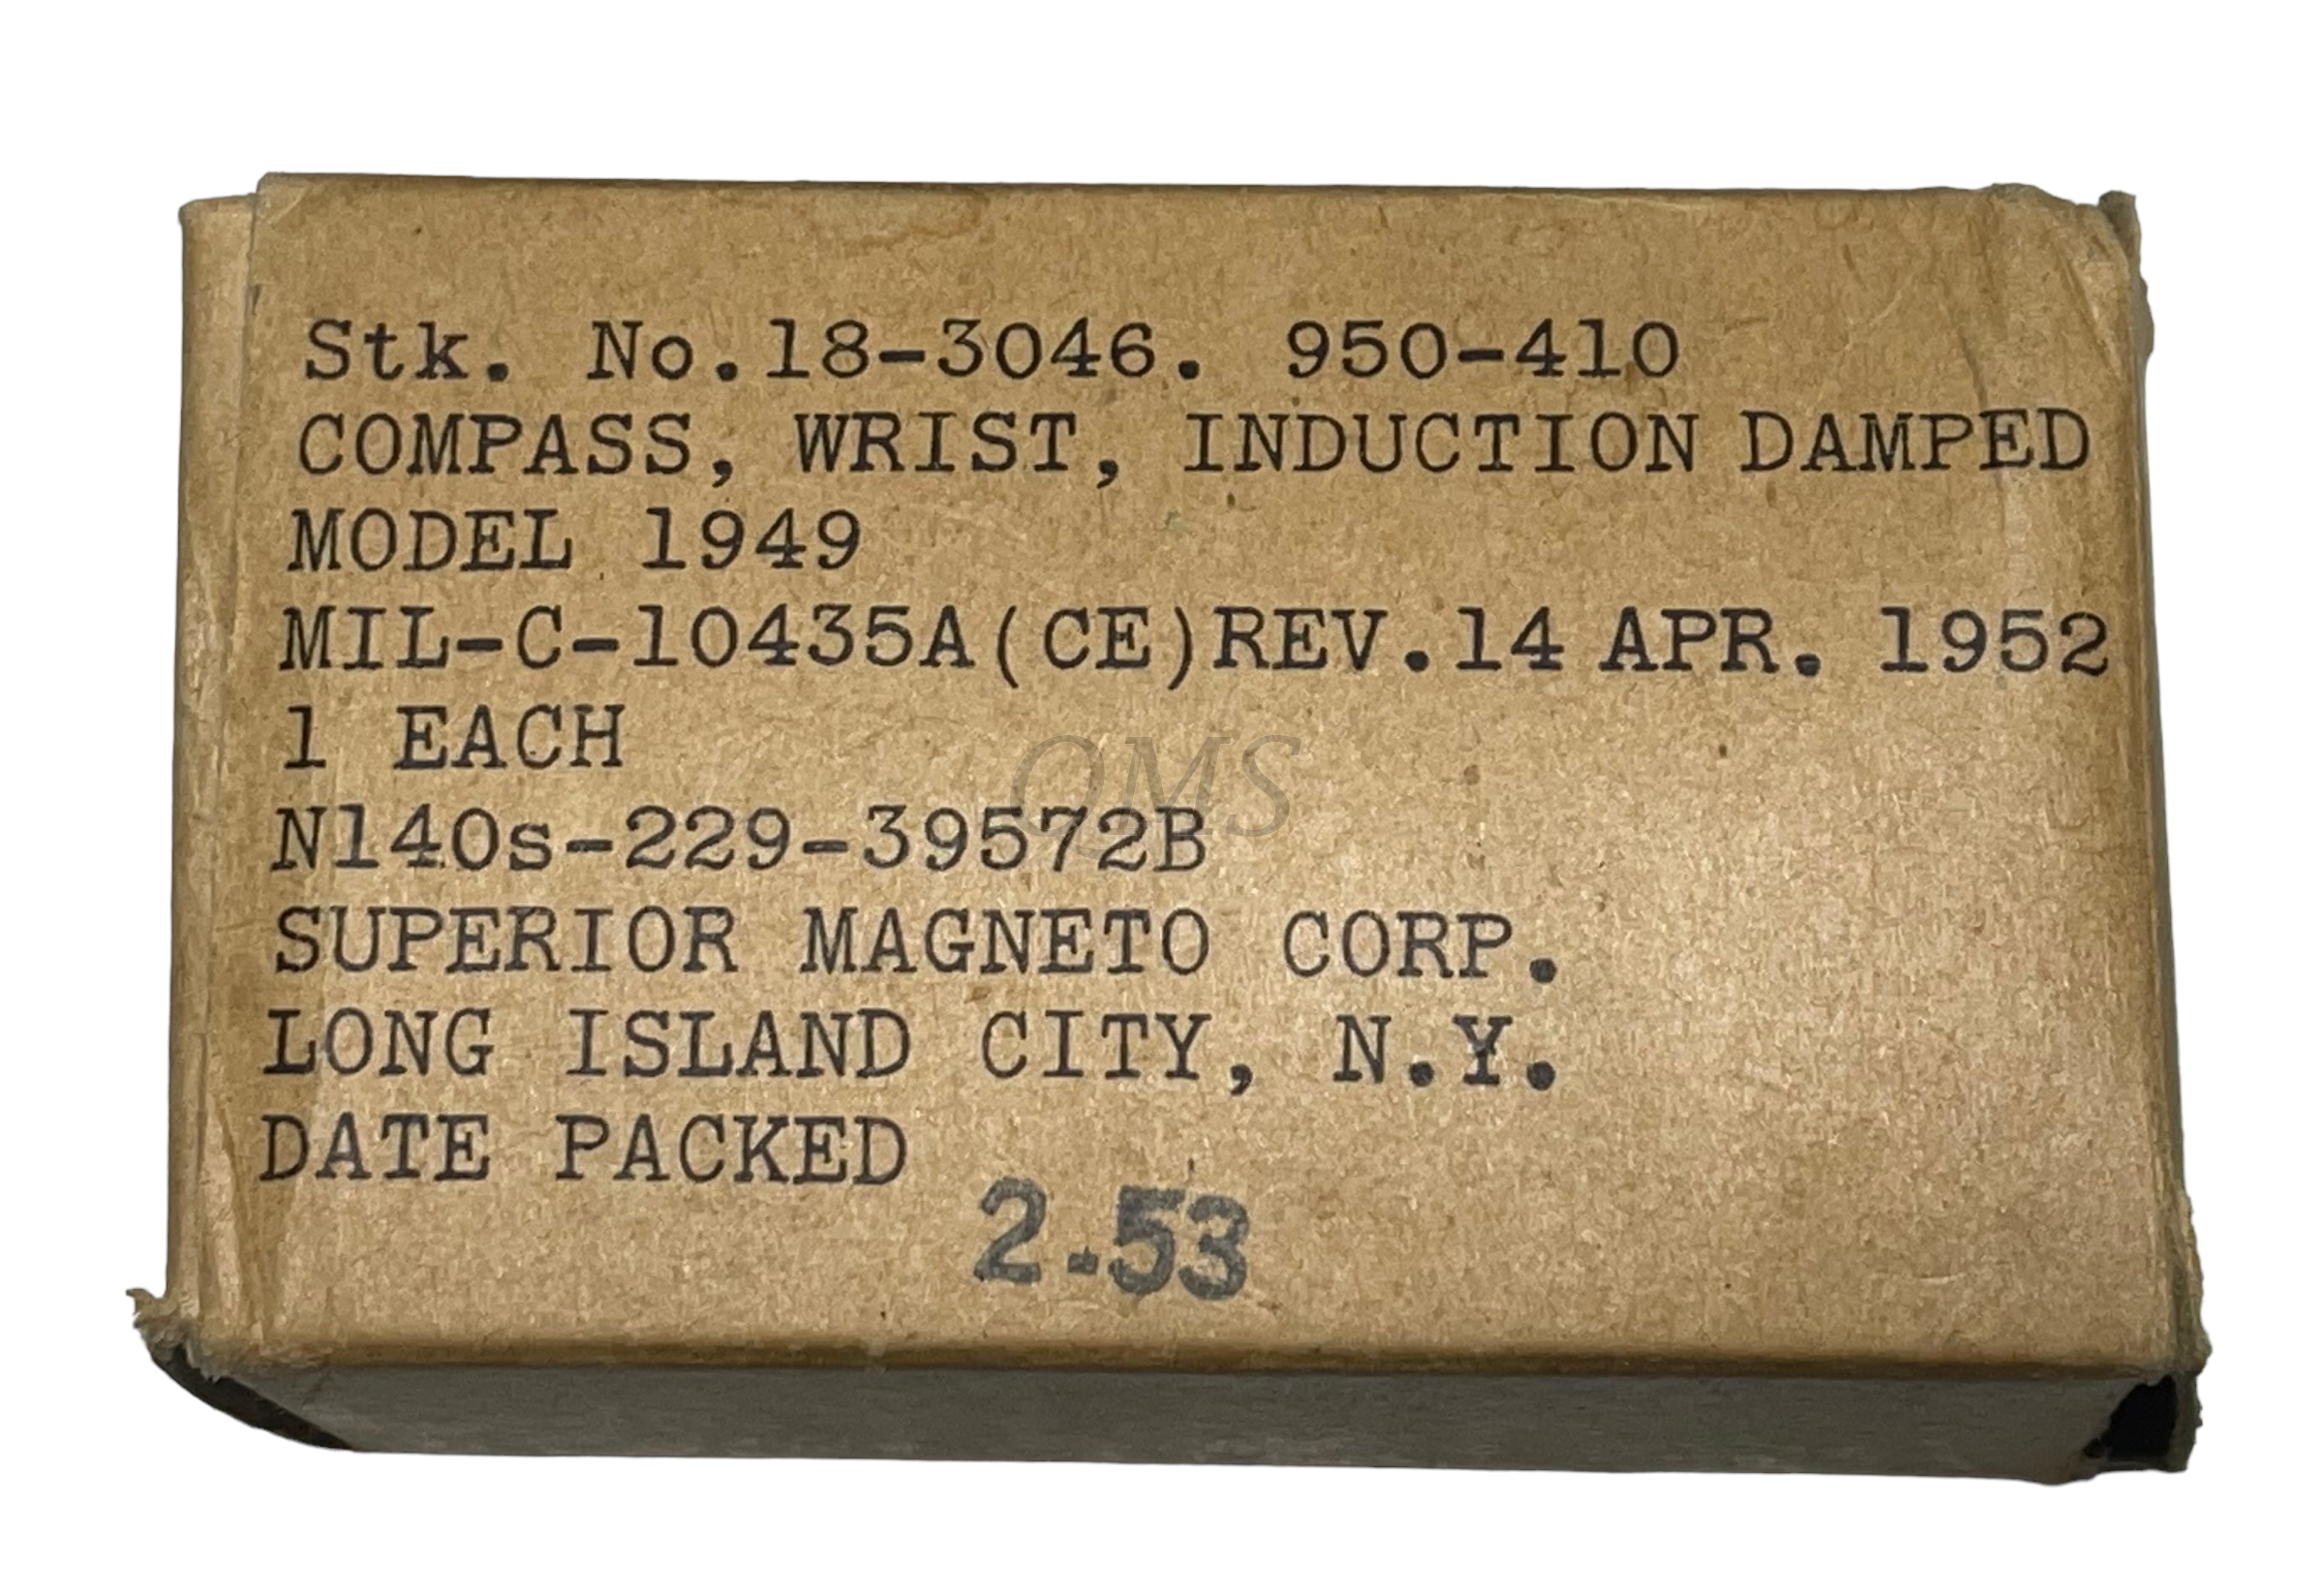 Stk. No.18-3046. 950-410
COMPASS, WRIST, INDUCTION DAMPED
MODEL 1949
MIL-C-10435A(CE)REV.14 APR. 1952
1 EACH
QMS
N140s-229-39572B
SUPERIOR MAGNETO CORP.
LONG ISLAND CITY, N.Y.
DATE PACKED
2-53